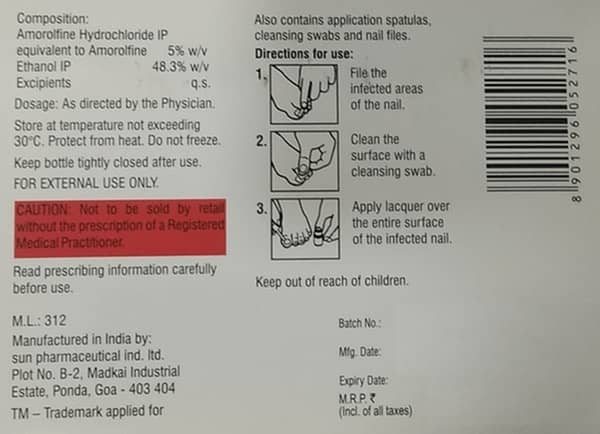 Composition:
Amorolfine Hydrochloride IP
equivalent to Amorolfine 5% w/v
Ethanol IP 48.3% w/v
Excipients q.s.
Dosage: As directed by the Physician.
Store at temperature not exceeding
30°C. Protect from heat. Do not freeze.
Keep bottle tightly closed after use.
FOR EXTERNAL USE ONLY.
CAUTION: Not to be sold by retail
without the prescription of a Registered
Medical Practitioner.
Read prescribing information carefully
before use.
M.L.: 312
Manufactured in India by:
sun pharmaceutical ind. ltd.
Plot No. B-2, Madkai Industrial
Estate, Ponda, Goa - 403 404
TM – Trademark applied for
Also contains application spatulas,
cleansing swabs and nail files.
Directions for use:
1. File the
infected areas
of the nail.
2. Clean the
surface with a
cleansing swab.
3. Apply lacquer over
the entire surface
of the infected nail.
Keep out of reach of children.
Batch No.:
Mfg. Date:
Expiry Date:
M.R.P. ₹
(Incl. of all taxes)
8 901296 052716